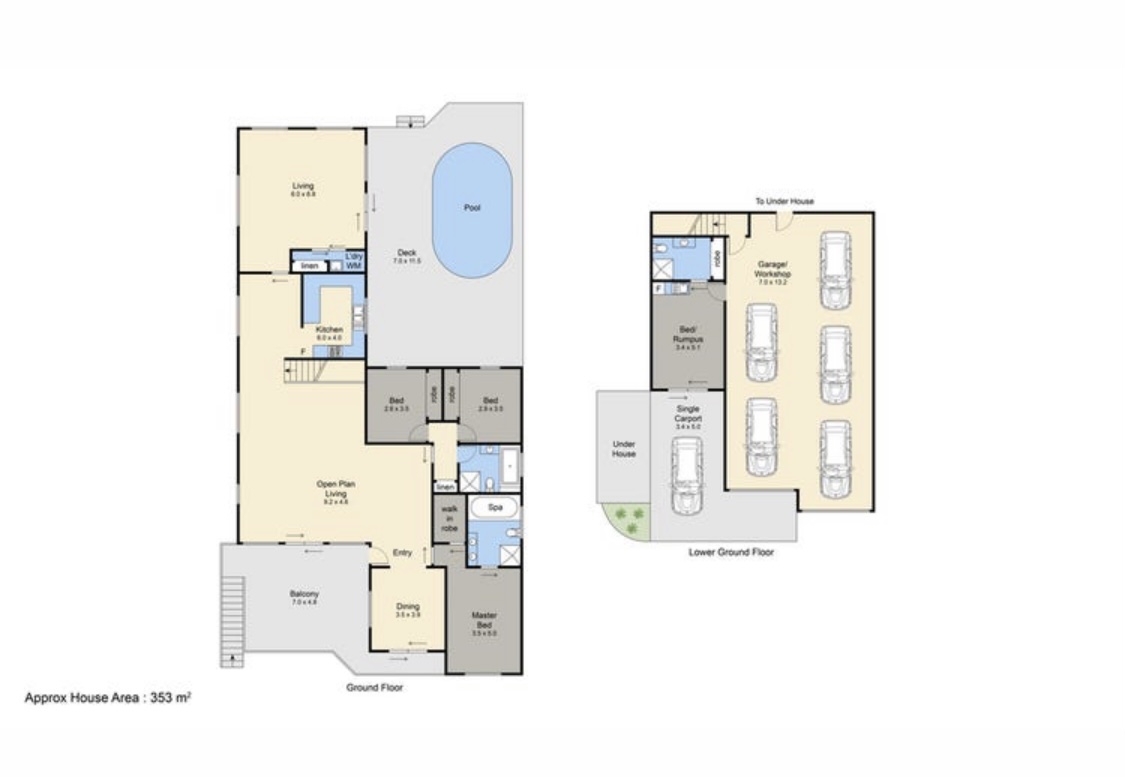 To Under House
Living
6.0 x 6.8
Pool
Deck
7.0 x 11.5
L'dry
linen
WM
robe
Garage/
Workshop
7.0 x 13.2
F
Kitchen
6.0 x 4.0
F
Bed/
Rumpus
3.4 x 5.1
Bed
2.8 x 3.5
robe
robe
Bed
2.8 x 3.5
Single
Carport
3.4 x 5.0
Under
House
Open Plan
Living
9.2 x 4.6
linen
walk
in
robe
Spa
Entry
Lower Ground Floor
Balcony
7.0 x 4.8
Dining
3.5 x 3.8
Master
Bed
3.5 x 5.0
Ground Floor
Approx House Area : 353 m²